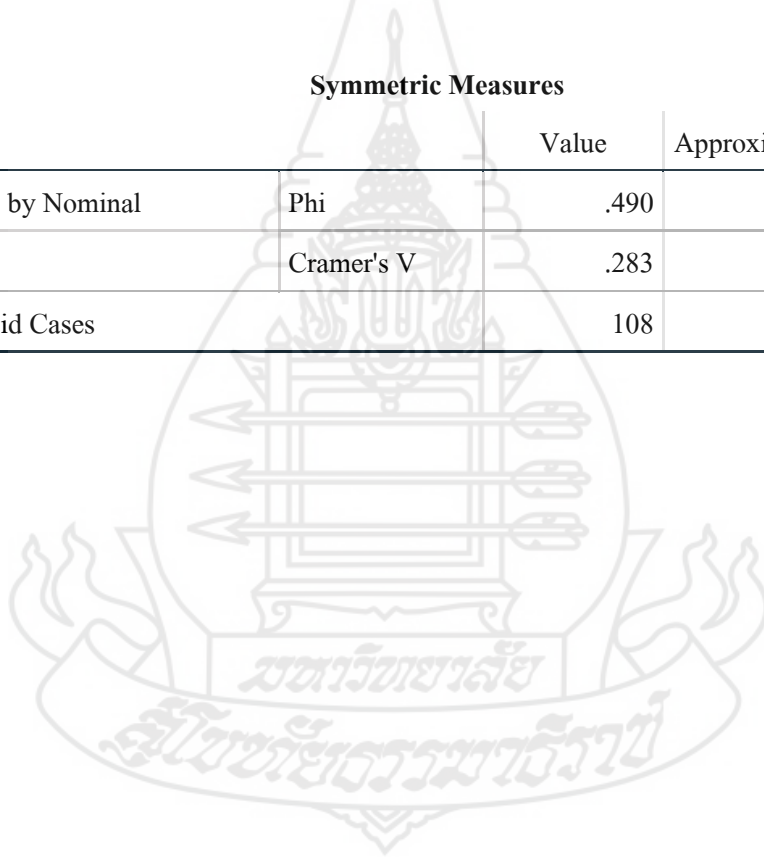 Symmetric Measures
Value Approxi
by Nominal Phi .490
Cramer's V .283
id Cases 108
มหาวิทยาลัย
สุโขทัยธรรมาธิราช